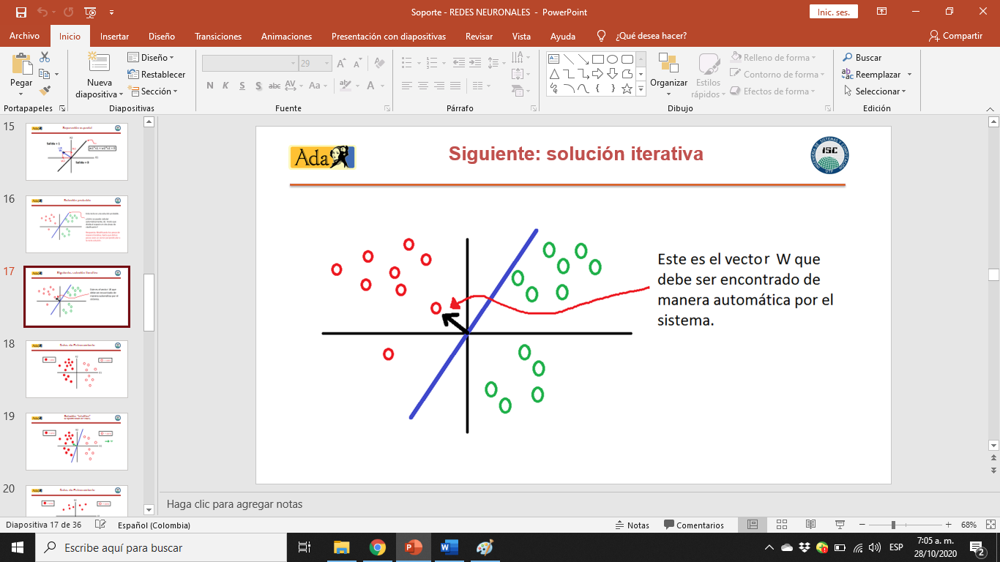 Soporte - REDES NEURONALES - PowerPoint
Inic. ses.
Archivo Inicio Insertar Diseño Transiciones Animaciones Presentación con diapositivas Revisar Vista Ayuda ¿Qué desea hacer? Compartir
Pegar
Nueva diapositiva
Diseño
Restablecer
Sección
29
N K S S abc AV Aa A
Organizar
Estilos rápidos
Relleno de forma
Contorno de forma
Efectos de forma
Buscar
Reemplazar
Seleccionar
Portapapeles Diapositivas Fuente Párrafo Dibujo Edición
15
16
17
18
19
20
Ada
Siguiente: solución iterativa
ISC
UTP
Este es el vector W que
debe ser encontrado de
manera automática por el
sistema.
Haga clic para agregar notas
Diapositiva 17 de 36 Español (Colombia) Notas Comentarios 68%
Escribe aquí para buscar
ESP
7:05 a. m.
28/10/2020
2